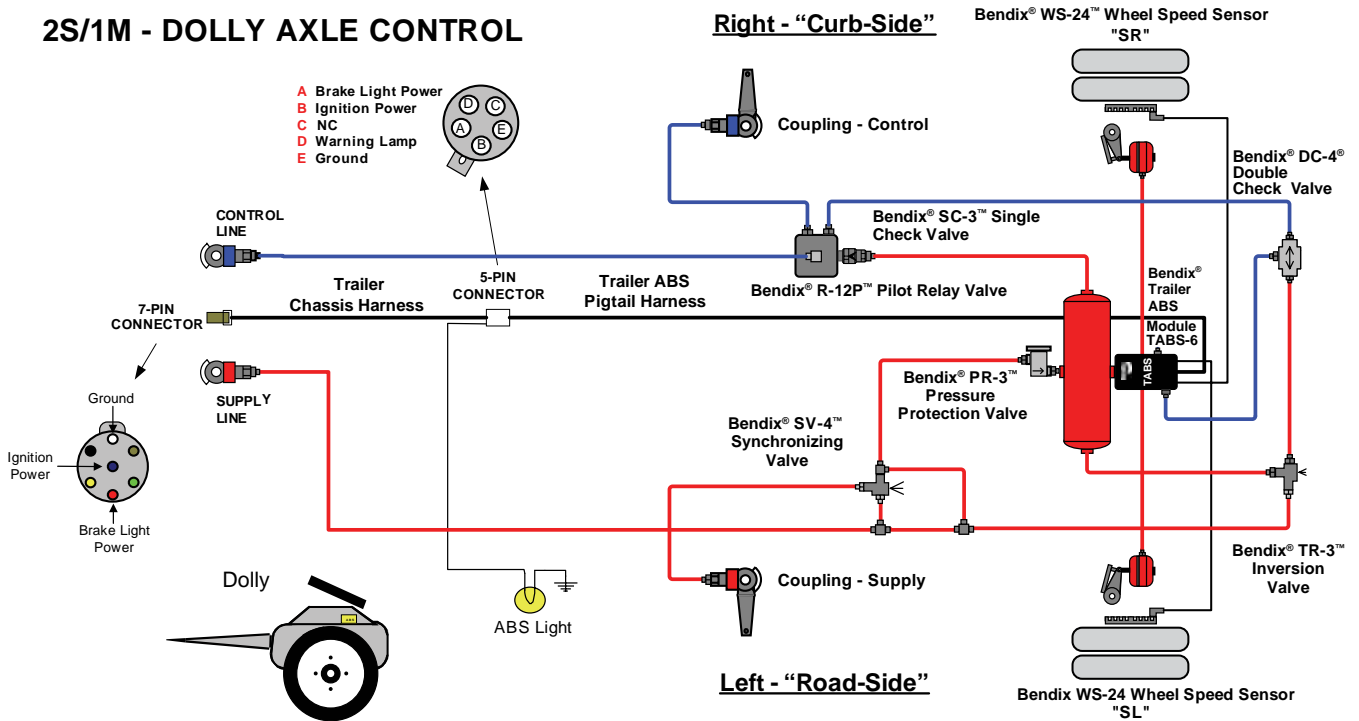 2S/1M - DOLLY AXLE CONTROL
Right - “Curb-Side”
Bendix® WS-24™ Wheel Speed Sensor
"SR"
A Brake Light Power
B Ignition Power
C NC
D Warning Lamp
E Ground
D
C
A
E
B
Coupling - Control
Bendix® DC-4®
Double
Check Valve
CONTROL
LINE
Bendix® SC-3™ Single
Check Valve
Trailer
Chassis Harness
5-PIN
CONNECTOR
Trailer ABS
Pigtail Harness
Bendix® R-12P™ Pilot Relay Valve
Bendix®
Trailer
ABS
Module
TABS-6
TABS
7-PIN
CONNECTOR
SUPPLY
LINE
Bendix® PR-3™
Pressure
Protection Valve
Ground
Ignition
Power
Brake Light
Power
Bendix® SV-4™
Synchronizing
Valve
Bendix® TR-3™
Inversion
Valve
Dolly
ABS Light
Coupling - Supply
Left - “Road-Side”
Bendix WS-24 Wheel Speed Sensor
"SL"